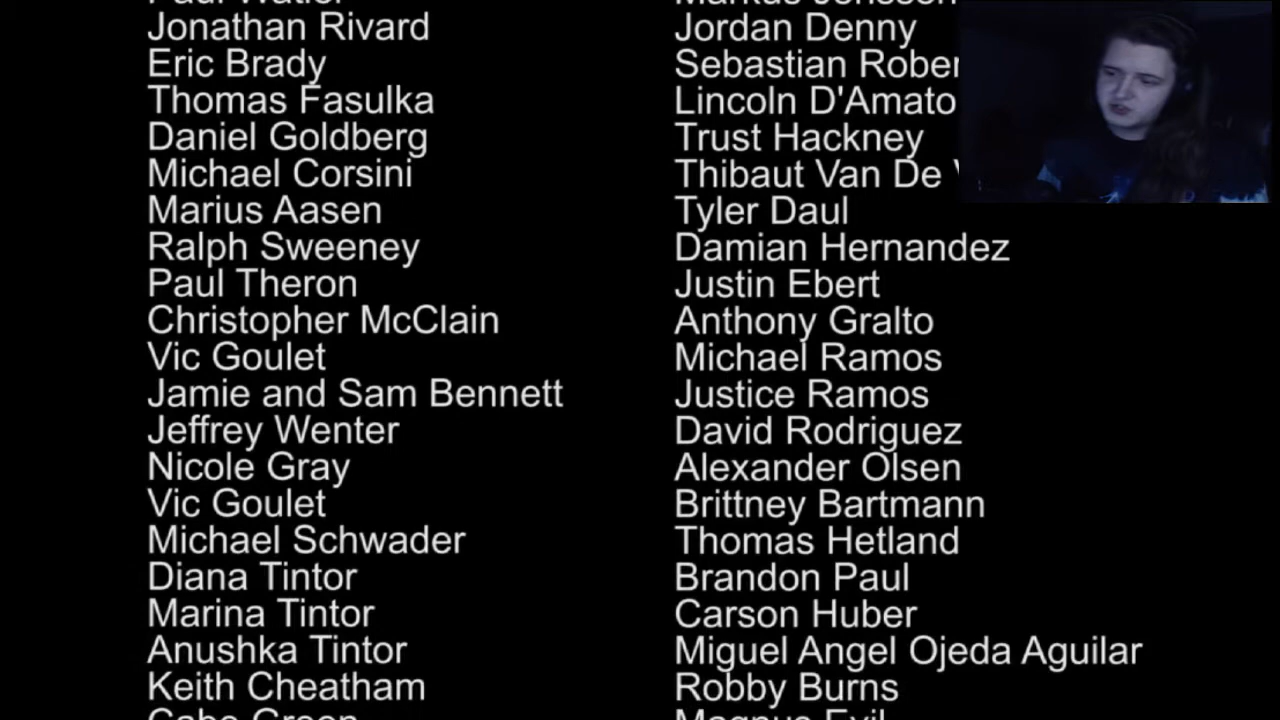 Jonathan Rivard
Eric Brady
Thomas Fasulka
Daniel Goldberg
Michael Corsini
Marius Aasen
Ralph Sweeney
Paul Theron
Christopher McClain
Vic Goulet
Jamie and Sam Bennett
Jeffrey Wenter
Nicole Gray
Vic Goulet
Michael Schwader
Diana Tintor
Marina Tintor
Anushka Tintor
Keith Cheatham
Jordan Denny
Sebastian
Lincoln D'Amato
Trust Hackney
Thibaut Van De
Tyler Daul
Damian Hernandez
Justin Ebert
Anthony Gralto
Michael Ramos
Justice Ramos
David Rodriguez
Alexander Olsen
Brittney Bartmann
Thomas Hetland
Brandon Paul
Carson Huber
Miguel Angel Ojeda Aguilar
Robby Burns